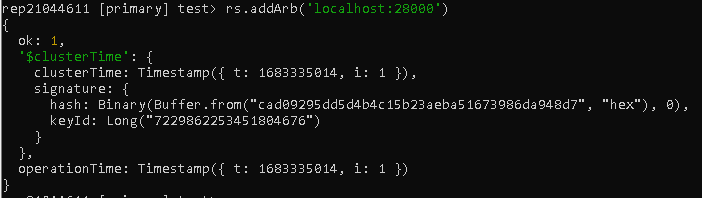 rep21044611 [primary] test> rs.addArb('localhost:28000')
{
  ok: 1,
  '$clusterTime': {
    clusterTime: Timestamp({ t: 1683335014, i: 1 }),
    signature: {
      hash: Binary(Buffer.from("cad09295dd5d4b4c15b23aeba51673986da948d7", "hex"), 0),
      keyId: Long("7229862253451804676")
    }
  },
  operationTime: Timestamp({ t: 1683335014, i: 1 })
}